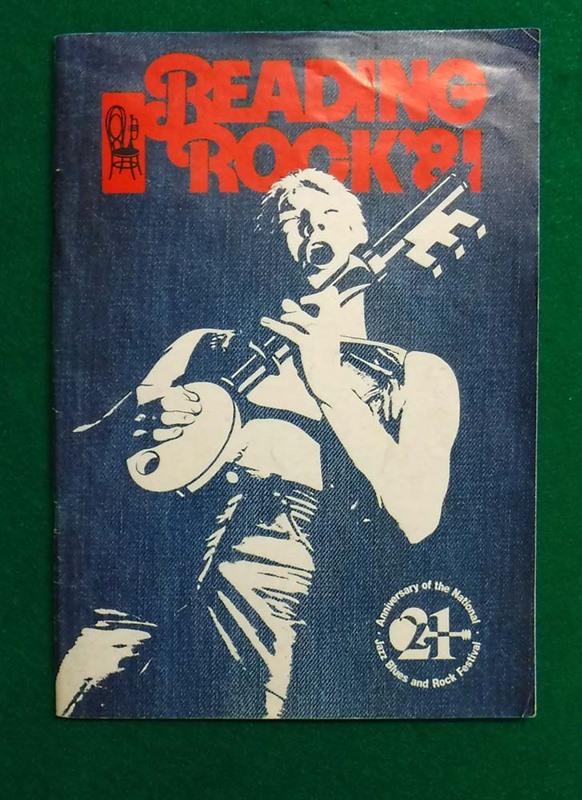 READING
ROCK '81
Anniversary of the National
21
Jazz Blues and Rock Festival